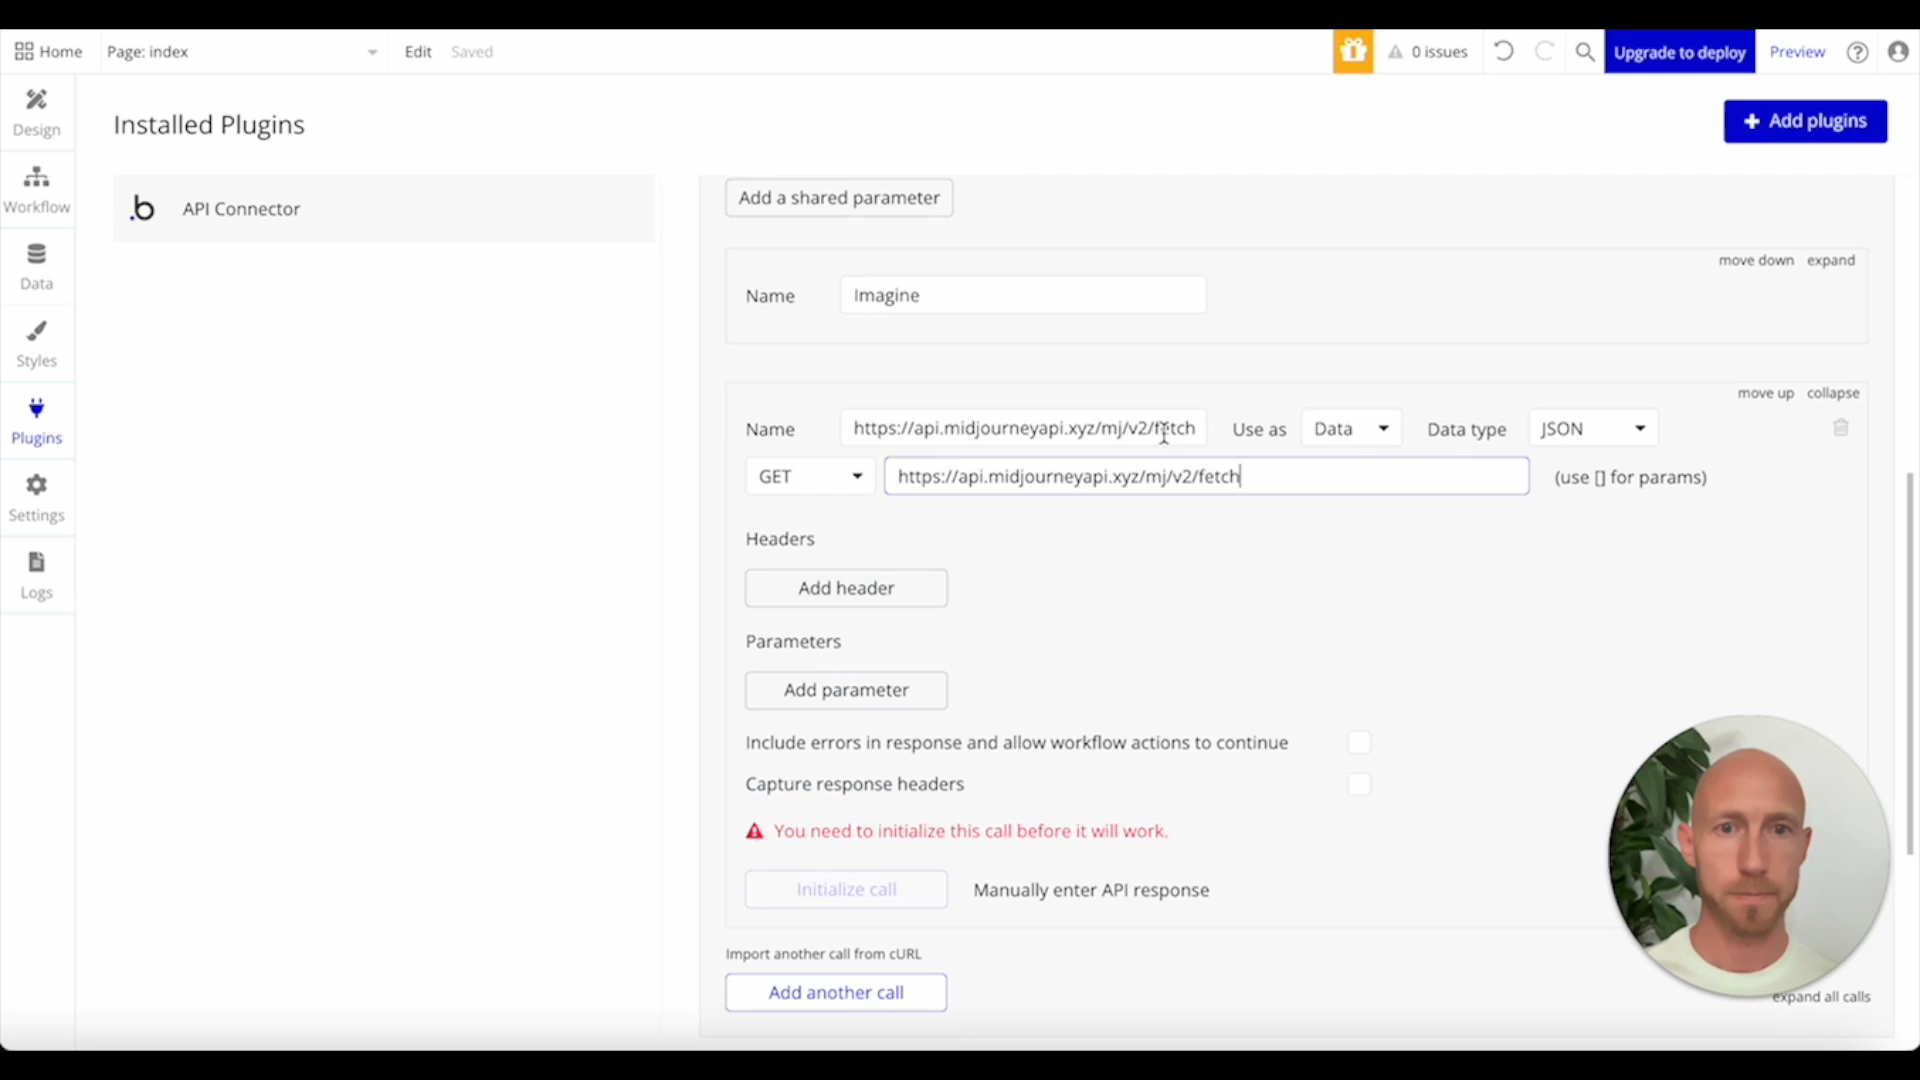 Home
Page: index
Edit
Saved
0 issues
Upgrade to deploy
Preview
?
Design
Workflow
Data
Styles
Plugins
Settings
Logs
Installed Plugins
+ Add plugins
.b
API Connector
Add a shared parameter
move down expand
Name Imagine
move up collapse
Name https://api.midjourneyapi.xyz/mj/v2/fetch Use as Data Data type JSON
GET https://api.midjourneyapi.xyz/mj/v2/fetch (use [] for params)
Headers
Add header
Parameters
Add parameter
Include errors in response and allow workflow actions to continue
Capture response headers
You need to initialize this call before it will work.
Initialize call Manually enter API response
Import another call from cURL
Add another call
expand all calls